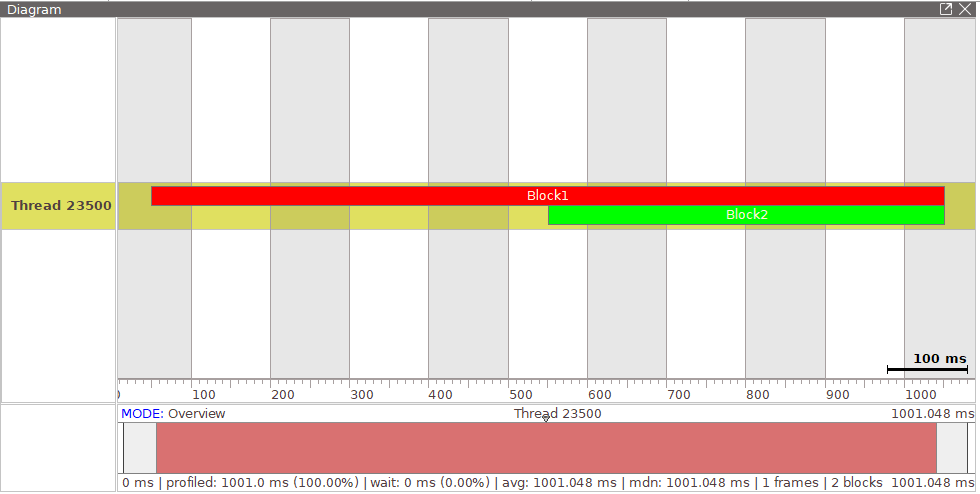 Diagram
Thread 23500
Block1
Block2
100 ms
100 200 300 400 500 600 700 800 900 1000
MODE: Overview Thread 23500 1001.048 ms
0 ms | profiled: 1001.0 ms (100.00%) | wait: 0 ms (0.00%) | avg: 1001.048 ms | mdn: 1001.048 ms | 1 frames | 2 blocks 1001.048 ms